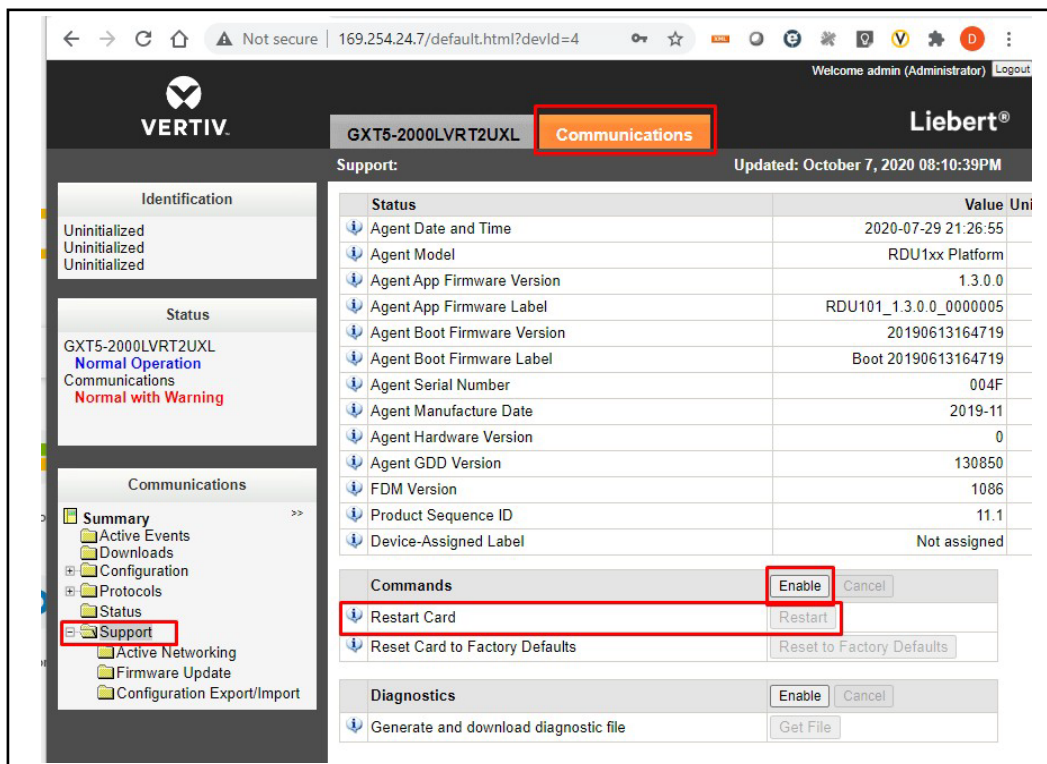 Not secure 169.254.24.7/default.html?devId=4
Welcome admin (Administrator) Logout
VERTIV.
GXT5-2000LVRT2UXL Communications Liebert®
Support: Updated: October 7, 2020 08:10:39PM
Identification
Uninitialized
Uninitialized
Uninitialized
Status
GXT5-2000LVRT2UXL
Normal Operation
Communications
Normal with Warning
Communications
Summary >>
Active Events
Downloads
Configuration
Protocols
Status
Support
Active Networking
Firmware Update
Configuration Export/Import
Status Value Uni
Agent Date and Time 2020-07-29 21:26:55
Agent Model RDU1xx Platform
Agent App Firmware Version 1.3.0.0
Agent App Firmware Label RDU101_1.3.0.0_0000005
Agent Boot Firmware Version 20190613164719
Agent Boot Firmware Label Boot 20190613164719
Agent Serial Number 004F
Agent Manufacture Date 2019-11
Agent Hardware Version 0
Agent GDD Version 130850
FDM Version 1086
Product Sequence ID 11.1
Device-Assigned Label Not assigned
Commands Enable Cancel
Restart Card Restart
Reset Card to Factory Defaults Reset to Factory Defaults
Diagnostics Enable Cancel
Generate and download diagnostic file Get File